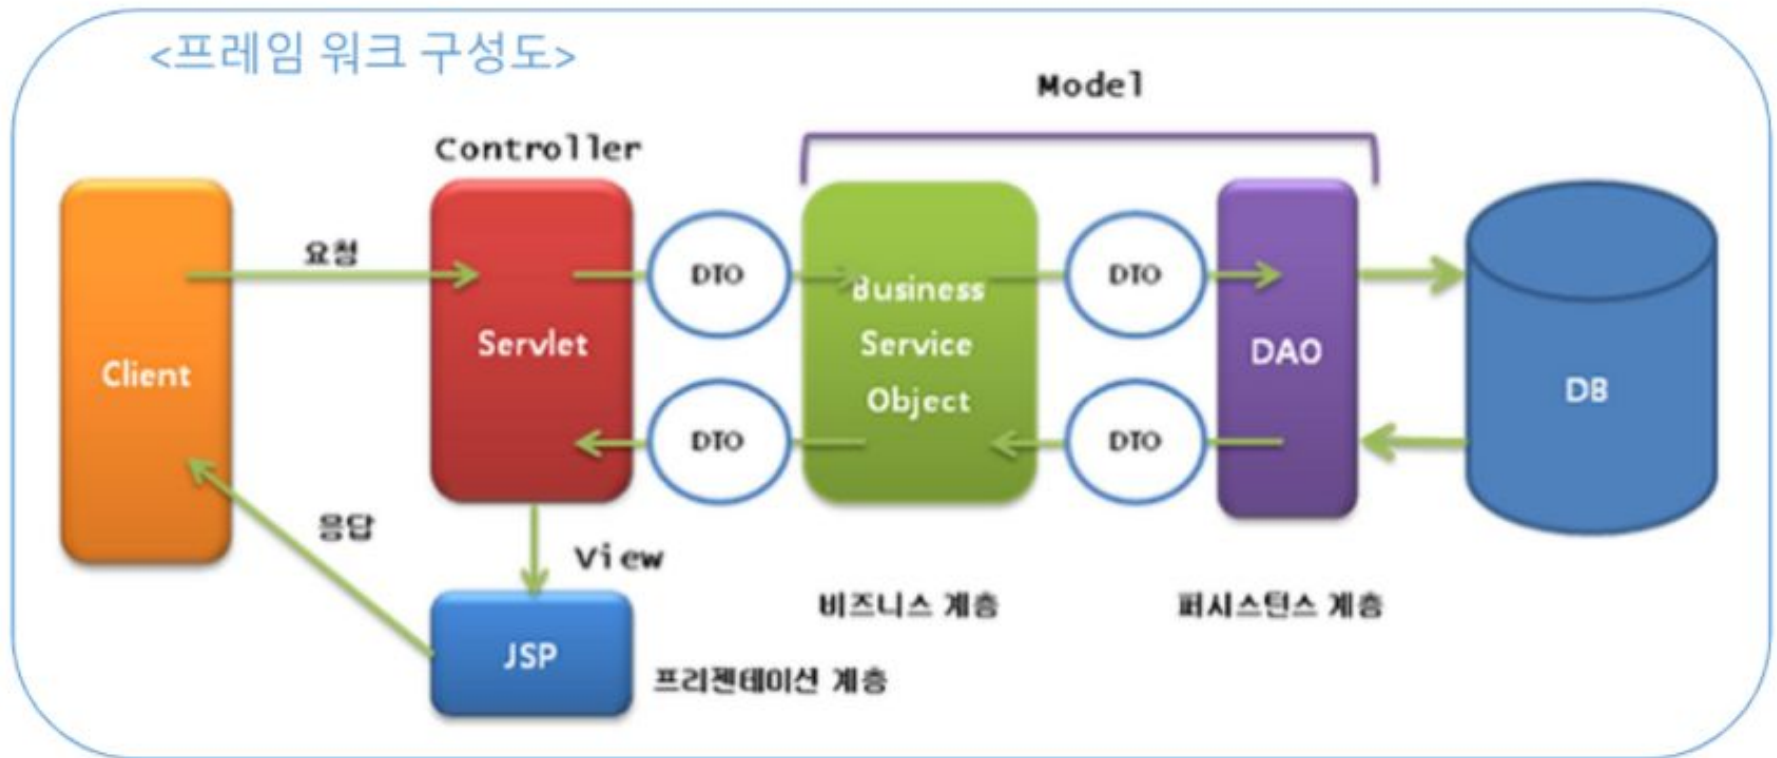 <프레임 워크 구성도>
Model
Controller
요청
DTO
DTO
Business
Service
Object
Servlet
DAO
Client
DB
DTO
DTO
응답
View
비즈니스 계층
퍼시스턴스 계층
JSP
프리젠테이션 계층